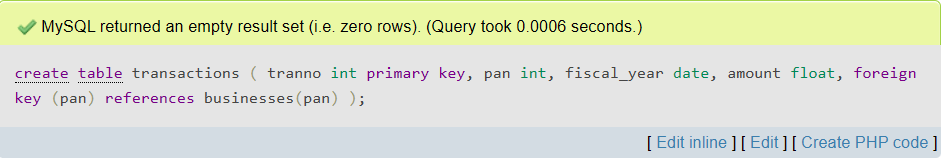 MySQL returned an empty result set (i.e. zero rows). (Query took 0.0006 seconds.)
create table transactions ( tranno int primary key, pan int, fiscal_year date, amount float, foreign
key (pan) references businesses(pan) );
[ Edit inline ] [ Edit ] [ Create PHP code ]